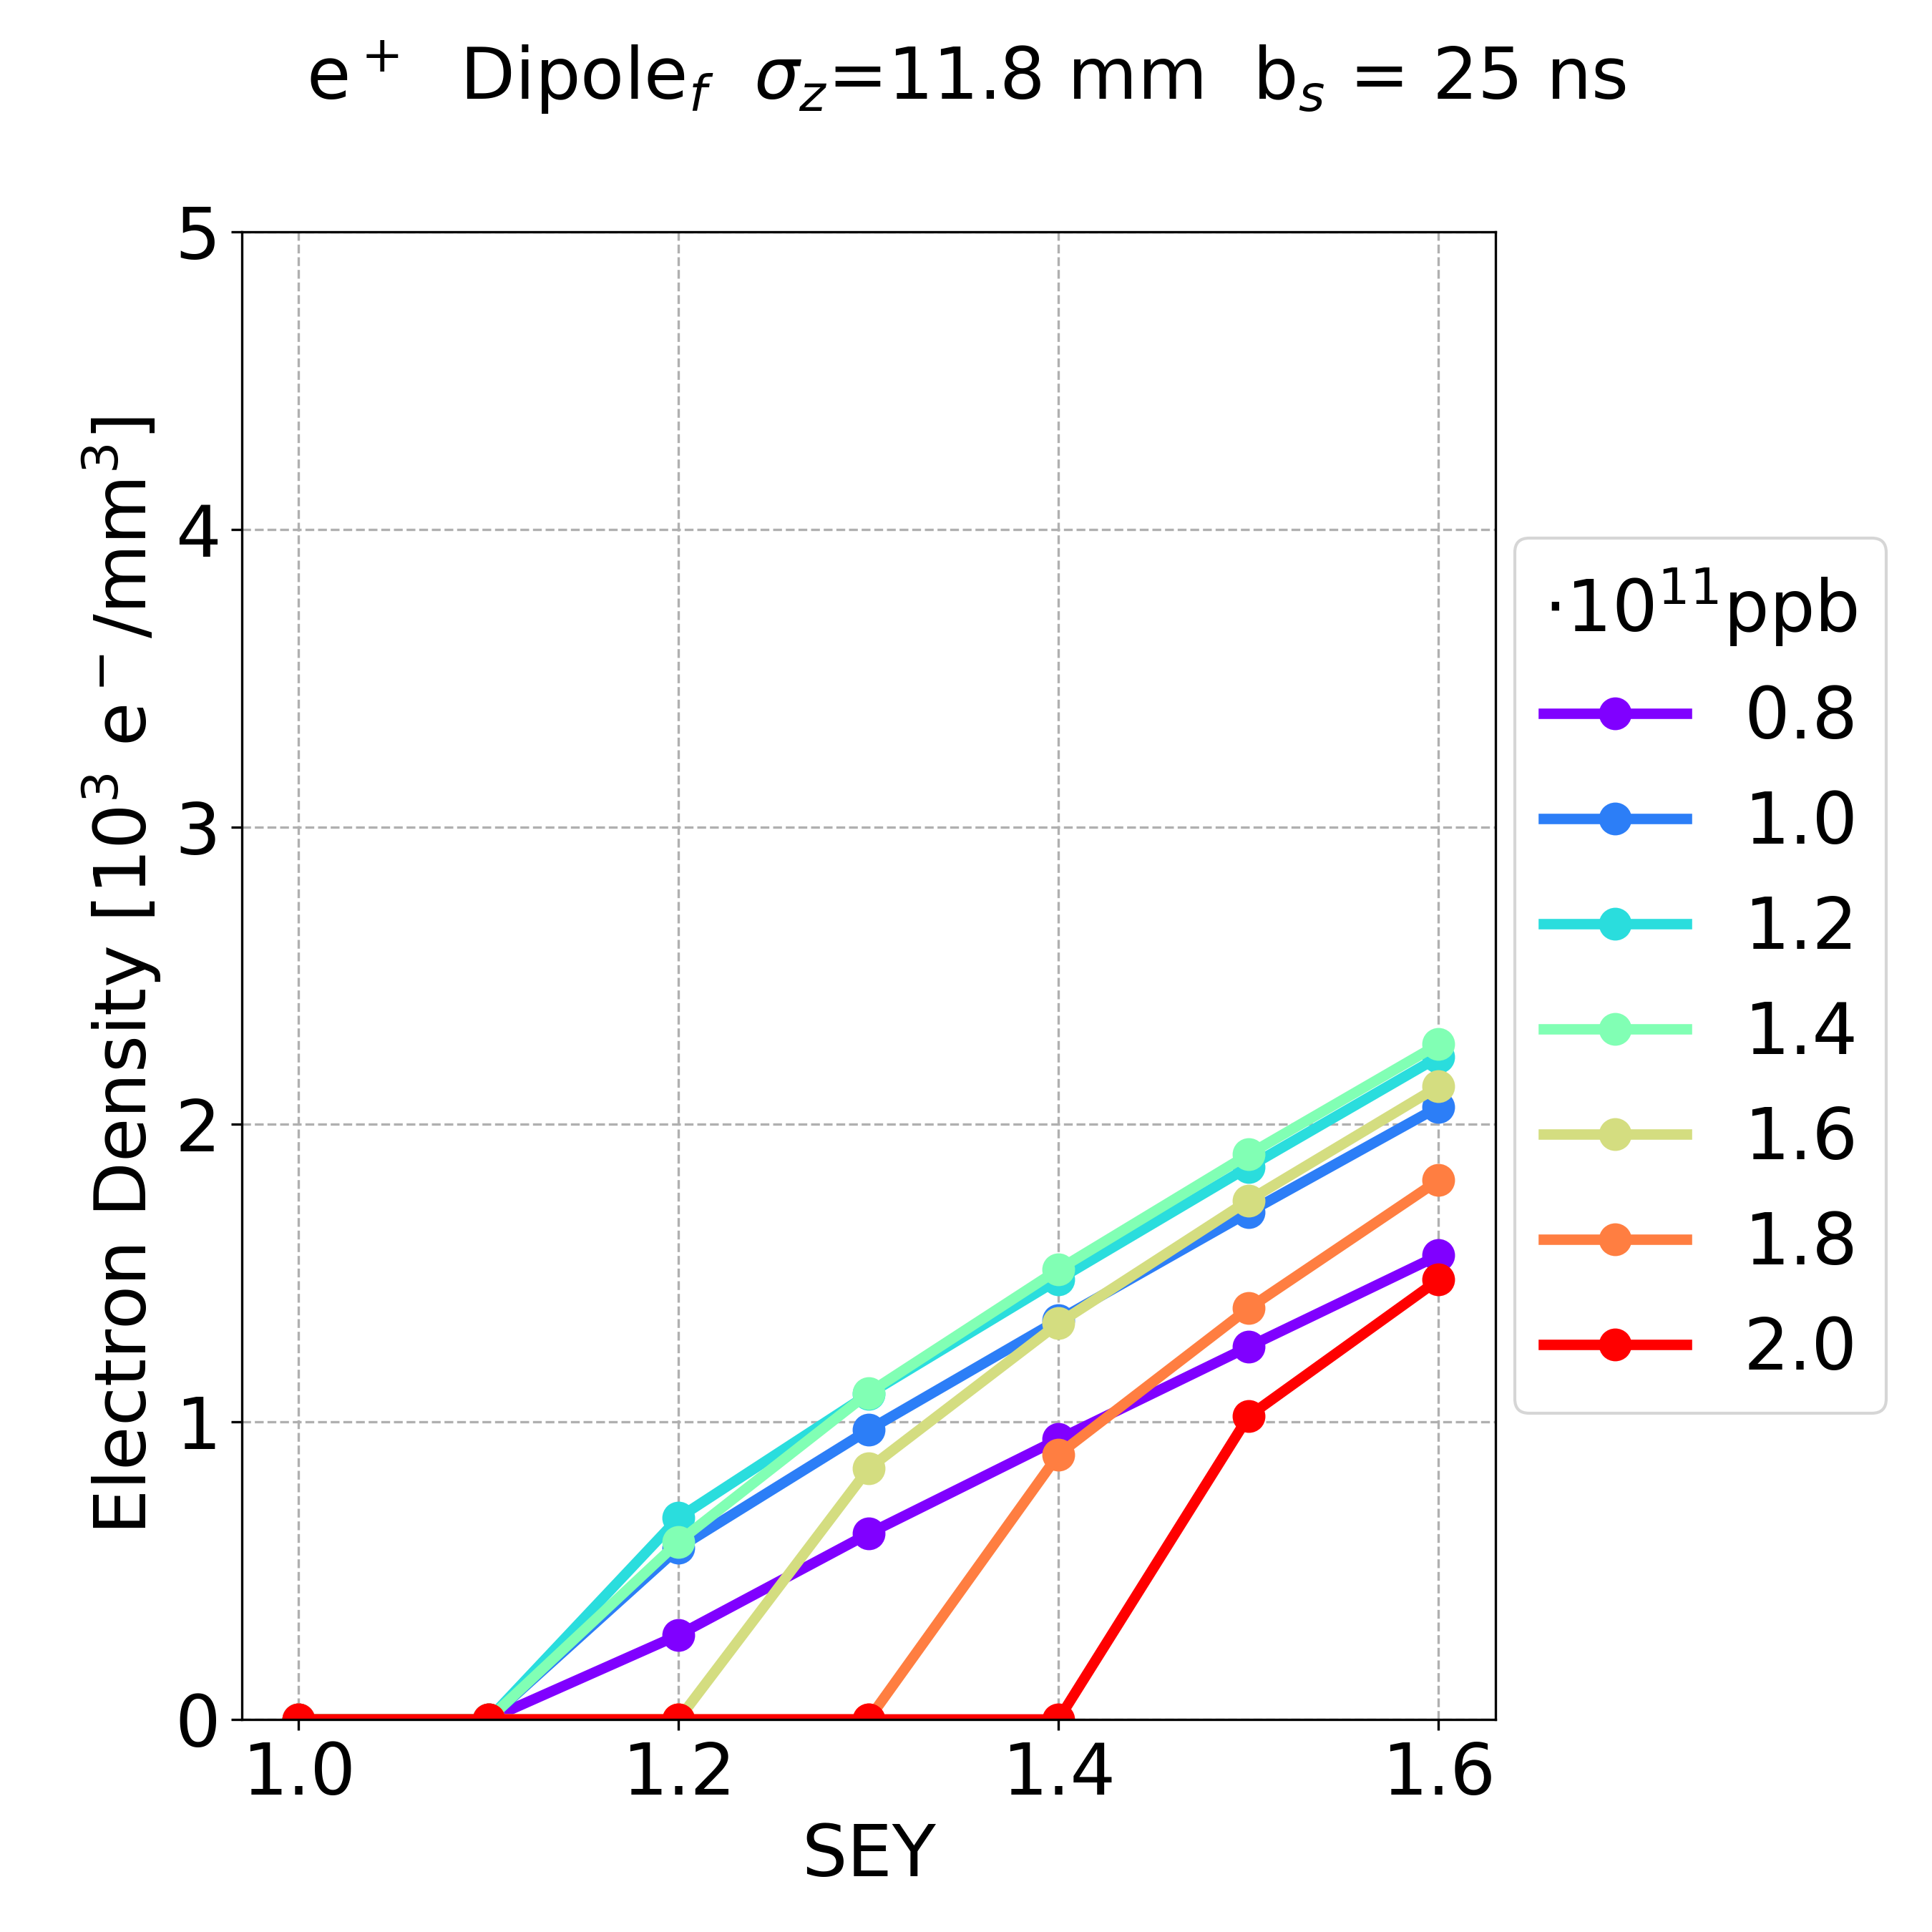 e⁺ Dipole_f σ_z=11.8 mm b_s = 25 ns
Electron Density [10³ e⁻/mm³]
5
4
3
2
1
0
1.0 1.2 1.4 1.6
SEY
·10¹¹ppb
0.8
1.0
1.2
1.4
1.6
1.8
2.0